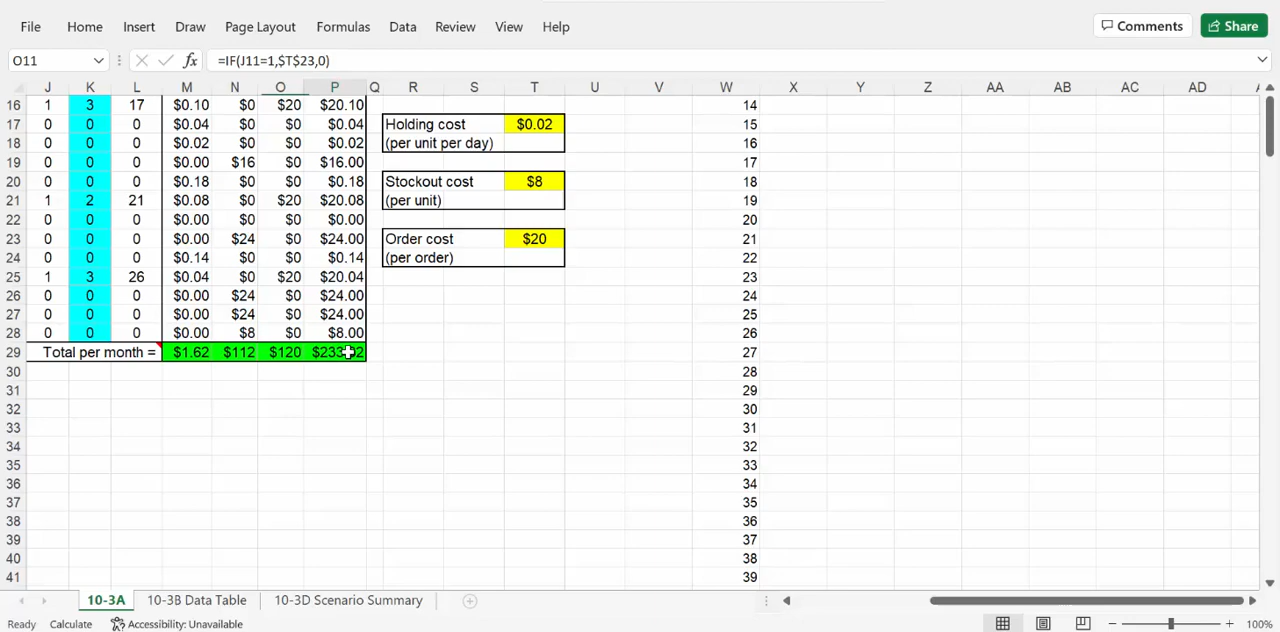 File Home Insert Draw Page Layout Formulas Data Review View Help Comments Share
O11 fx =IF(J11=1,$T$23,0)
J K L M N O P Q R S T U V W X Y Z AA AB AC AD
16 1 3 17 $0.10 $0 $20 $20.10 14
17 0 0 0 $0.04 $0 $0 $0.04 Holding cost $0.02 15
18 0 0 0 $0.02 $0 $0 $0.02 (per unit per day) 16
19 0 0 0 $0.00 $16 $0 $16.00 17
20 0 0 0 $0.18 $0 $0 $0.18 Stockout cost $8 18
21 1 2 21 $0.08 $0 $20 $20.08 (per unit) 19
22 0 0 0 $0.00 $0 $0 $0.00 20
23 0 0 0 $0.00 $24 $0 $24.00 Order cost $20 21
24 0 0 0 $0.14 $0 $0 $0.14 (per order) 22
25 1 3 26 $0.04 $0 $20 $20.04 23
26 0 0 0 $0.00 $24 $0 $24.00 24
27 0 0 0 $0.00 $24 $0 $24.00 25
28 0 0 0 $0.00 $8 $0 $8.00 26
29 Total per month = $1.62 $112 $120 27
30 28
31 29
32 30
33 31
34 32
35 33
36 34
37 35
38 36
39 37
40 38
41 39
10-3A 10-3B Data Table 10-3D Scenario Summary
Ready Calculate Accessibility: Unavailable 100%